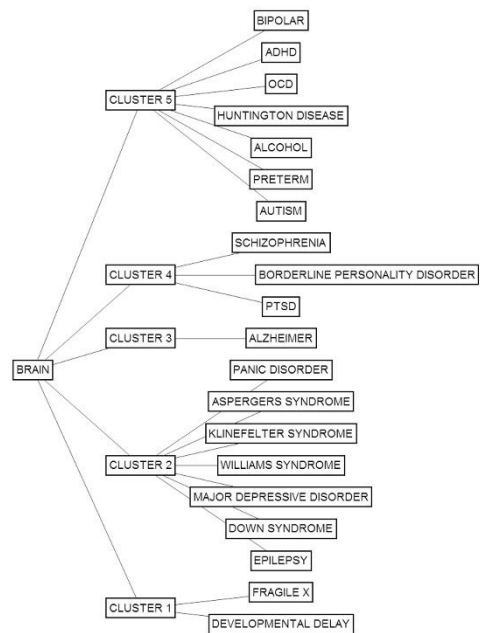 BIPOLAR
ADHD
OCD
CLUSTER 5
HUNTINGTON DISEASE
ALCOHOL
PRETERM
AUTISM
SCHIZOPHRENIA
CLUSTER 4
BORDERLINE PERSONALITY DISORDER
PTSD
CLUSTER 3
ALZHEIMER
BRAIN
PANIC DISORDER
ASPERGERS SYNDROME
KLINEFELTER SYNDROME
CLUSTER 2
WILLIAMS SYNDROME
MAJOR DEPRESSIVE DISORDER
DOWN SYNDROME
EPILEPSY
FRAGILE X
CLUSTER 1
DEVELOPMENTAL DELAY